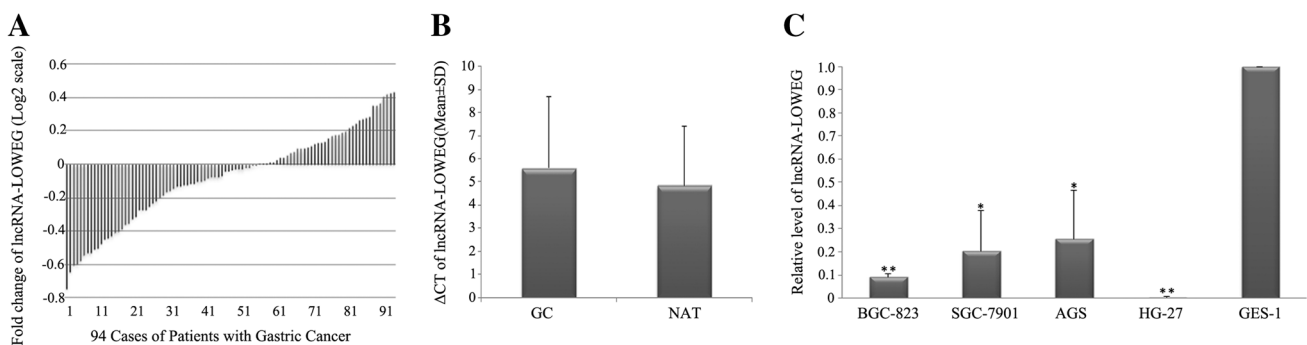 A
Fold change of lncRNA-LOWEG (Log2 scale)
0.6
0.4
0.2
0
-0.2
-0.4
-0.6
-0.8
1 11 21 31 41 51 61 71 81 91
94 Cases of Patients with Gastric Cancer
B
ΔCT of lncRNA-LOWEG(Mean±SD)
10
9
8
7
6
5
4
3
2
1
0
GC NAT
C
Relative level of lncRNA-LOWEG
1.0
0.9
0.8
0.7
0.6
0.5
0.4
0.3
0.2
0.1
0
** * * **
BGC-823 SGC-7901 AGS HG-27 GES-1